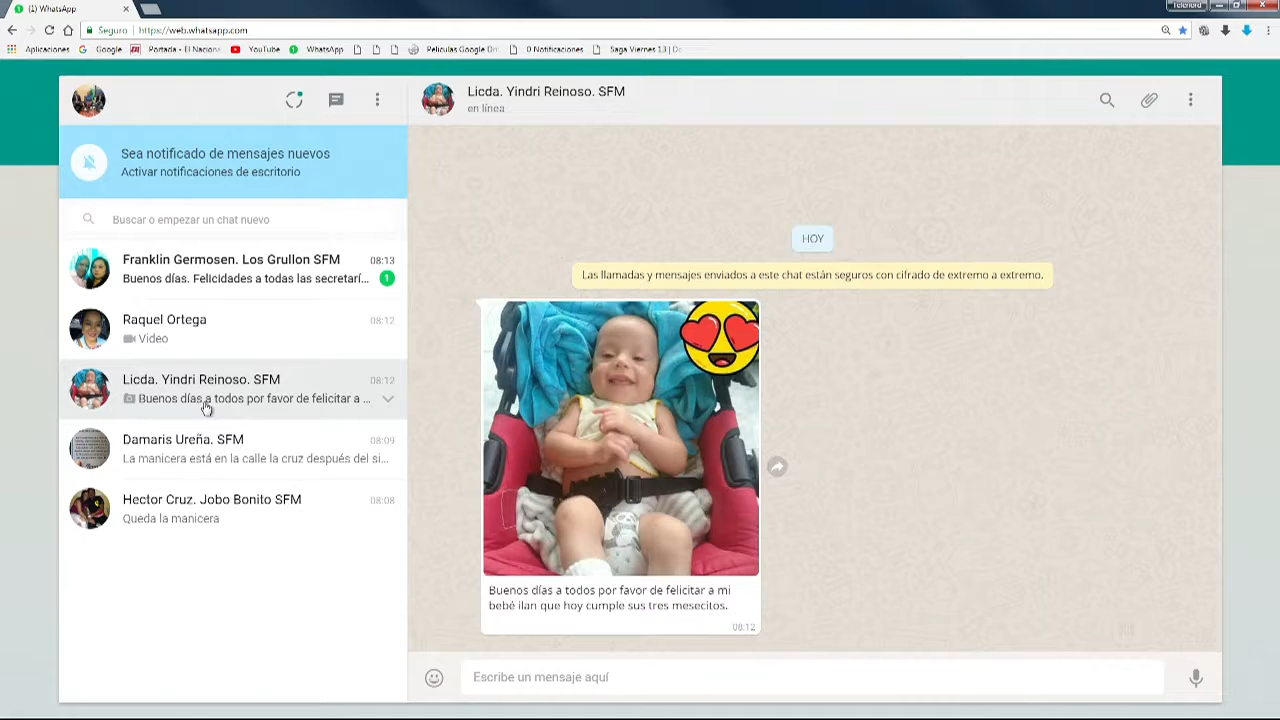 (1) WhatsApp
Telenord
Seguro
https://web.whatsapp.com
Aplicaciones
Google
Portada - El Naciona
YouTube
WhatsApp
Peliculas Google Dri
0 Notificaciones
Saga Viernes 13 | De
Licda. Yindri Reinoso. SFM
en línea
Sea notificado de mensajes nuevos
Activar notificaciones de escritorio
Buscar o empezar un chat nuevo
Franklin Germosen. Los Grullon SFM 08:13
Buenos días. Felicidades a todas las secretarí... 1
Raquel Ortega 08:12
Video
Licda. Yindri Reinoso. SFM 08:12
Buenos días a todos por favor de felicitar a ...
Damaris Ureña. SFM 08:09
La manicera está en la calle la cruz después del si...
Hector Cruz. Jobo Bonito SFM 08:08
Queda la manicera
HOY
Las llamadas y mensajes enviados a este chat están seguros con cifrado de extremo a extremo.
Buenos días a todos por favor de felicitar a mi
bebé ilan que hoy cumple sus tres mesecitos.
08:12
Escribe un mensaje aquí